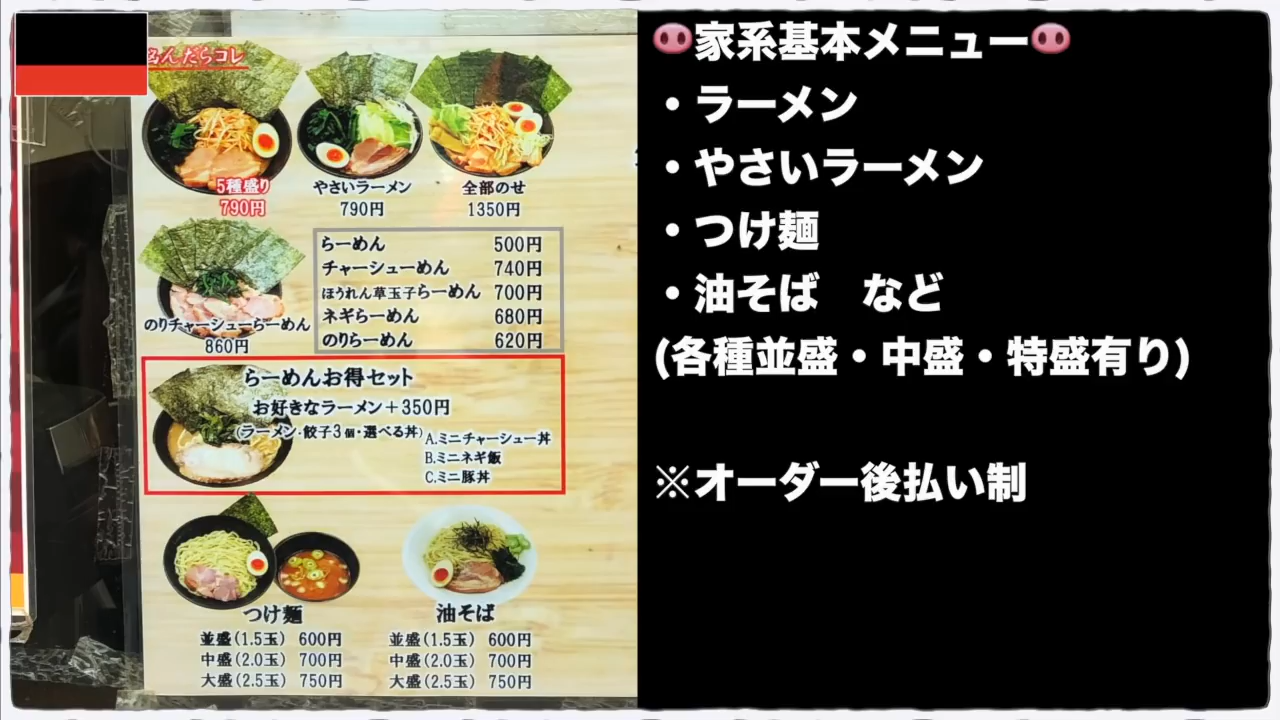 んだらコレ
5種盛り
790円
やさいラーメン
790円
全部のせ
1350円
のりチャーシューらーめん
860円
らーめん 500円
チャーシューめん 740円
ほうれん草玉子らーめん 700円
ネギらーめん 680円
のりらーめん 620円
らーめんお得セット
お好きなラーメン+350円
(ラーメン・餃子3個・選べる丼)
A.ミニチャーシュー丼
B.ミニネギ飯
C.ミニ豚丼
つけ麺
並盛(1.5玉) 600円
中盛(2.0玉) 700円
大盛(2.5玉) 750円
油そば
並盛(1.5玉) 600円
中盛(2.0玉) 700円
大盛(2.5玉) 750円
🐽家系基本メニュー🐽
・ラーメン
・やさいラーメン
・つけ麺
・油そば　など
(各種並盛・中盛・特盛有り)
※オーダー後払い制